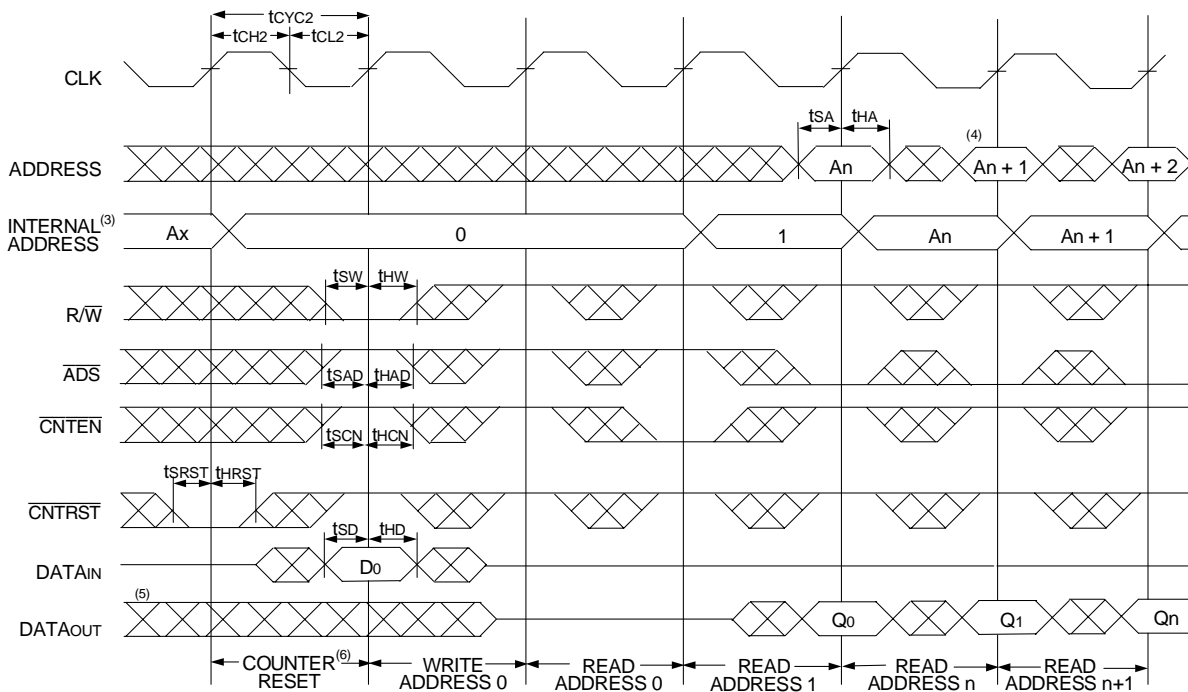 tCYC2
tCH2 tCL2
CLK
tSA tHA
(4)
ADDRESS An An + 1 An + 2
INTERNAL(3)
ADDRESS Ax 0 1 An An + 1
tSW tHW
R/W
ADS
tSAD tHAD
CNTEN
tSCN tHCN
tSRST tHRST
CNTRST
tSD tHD
DATAIN D0
(5)
DATAOUT Q0 Q1 Qn
COUNTER(6) WRITE READ READ READ READ
RESET ADDRESS 0 ADDRESS 0 ADDRESS 1 ADDRESS n ADDRESS n+1